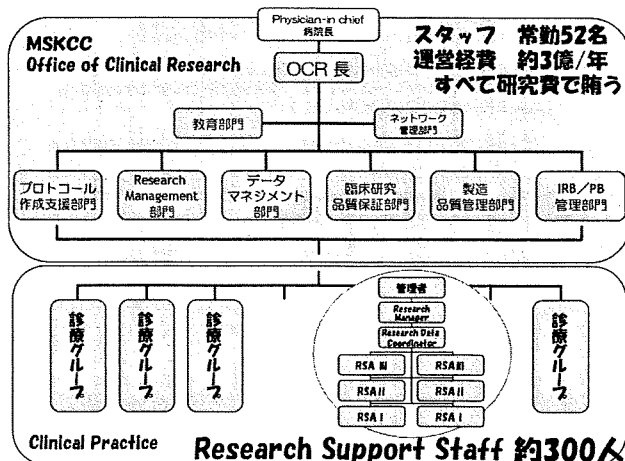 Physician-in chief
病院長
MSKCC
Office of Clinical Research
スタッフ 常勤52名
運営経費 約3億/年
すべて研究費で賄う
OCR 長
教育部門
ネットワーク
管理部門
プロトコール
作成支援部門
Research
Management
部門
データ
マネジメント部門
臨床研究
品質保証部門
製造
品質管理部門
IRB/PB
管理部門
診療グループ
診療グループ
診療グループ
管理者
Research
Manager
Research Data
Coordinator
RSA III
RSA III
RSA II
RSA II
RSA I
RSA I
診療グループ
Clinical Practice
Research Support Staff 約300人